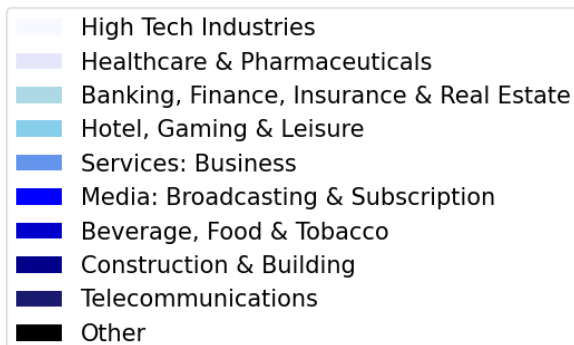 High Tech Industries
Healthcare & Pharmaceuticals
Banking, Finance, Insurance & Real Estate
Hotel, Gaming & Leisure
Services: Business
Media: Broadcasting & Subscription
Beverage, Food & Tobacco
Construction & Building
Telecommunications
Other